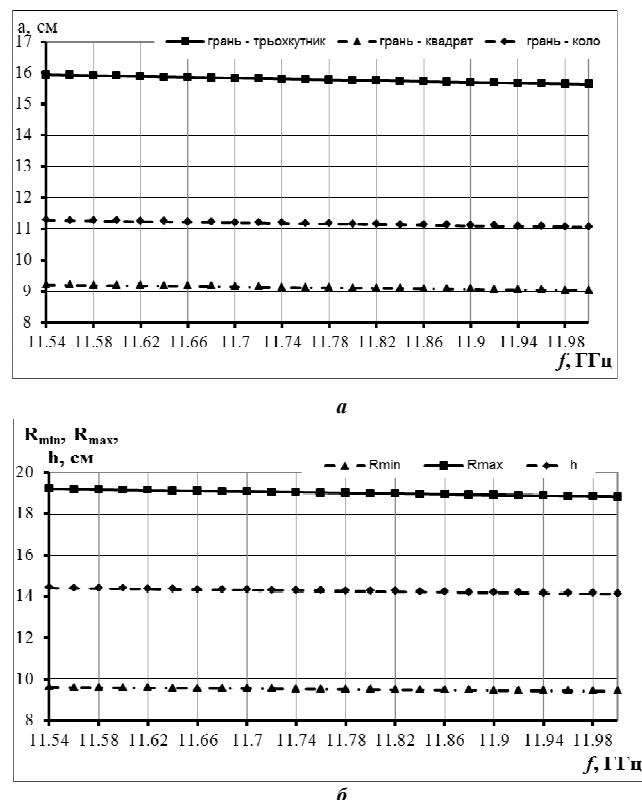 a, см
грань - трьохкутник грань - квадрат грань - коло
17
16
15
14
13
12
11
10
9
8
11.54 11.58 11.62 11.66 11.7 11.74 11.78 11.82 11.86 11.9 11.94 11.98
f, ГГц
а
Rmin, Rmax,
h, см
Rmin Rmax h
20
18
16
14
12
10
8
11.54 11.58 11.62 11.66 11.7 11.74 11.78 11.82 11.86 11.9 11.94 11.98
f, ГГц
б